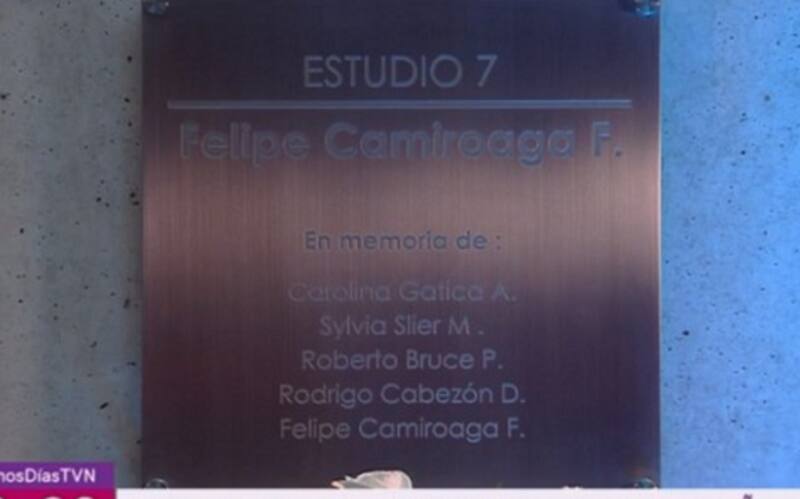 ESTUDIO 7
Felipe Camiroaga F.
En memoria de :
Carolina Gatica A.
Sylvia Slier M .
Roberto Bruce P.
Rodrigo Cabezón D.
Felipe Camiroaga F.
nosDíasTVN